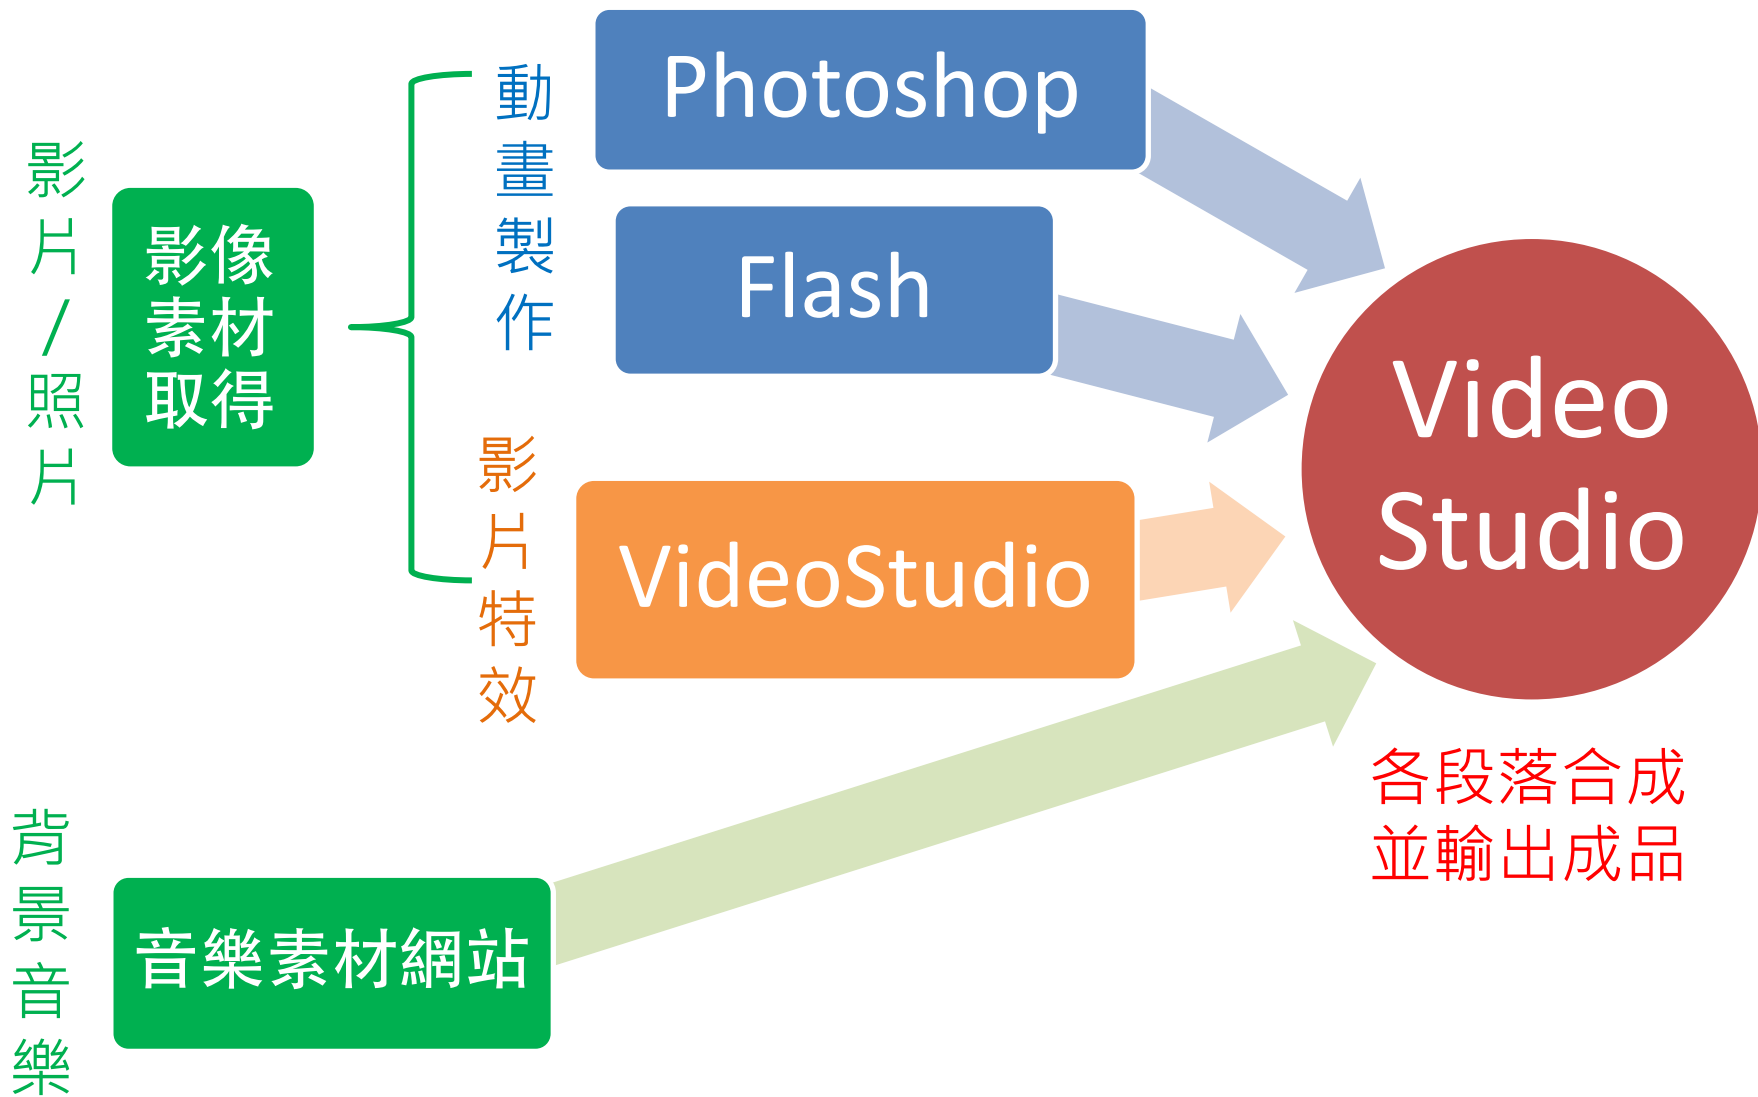 影片/照片
影像
素材
取得
動畫製作
Photoshop
Flash
影片特效
VideoStudio
Video
Studio
各段落合成
並輸出成品
背景音樂
音樂素材網站